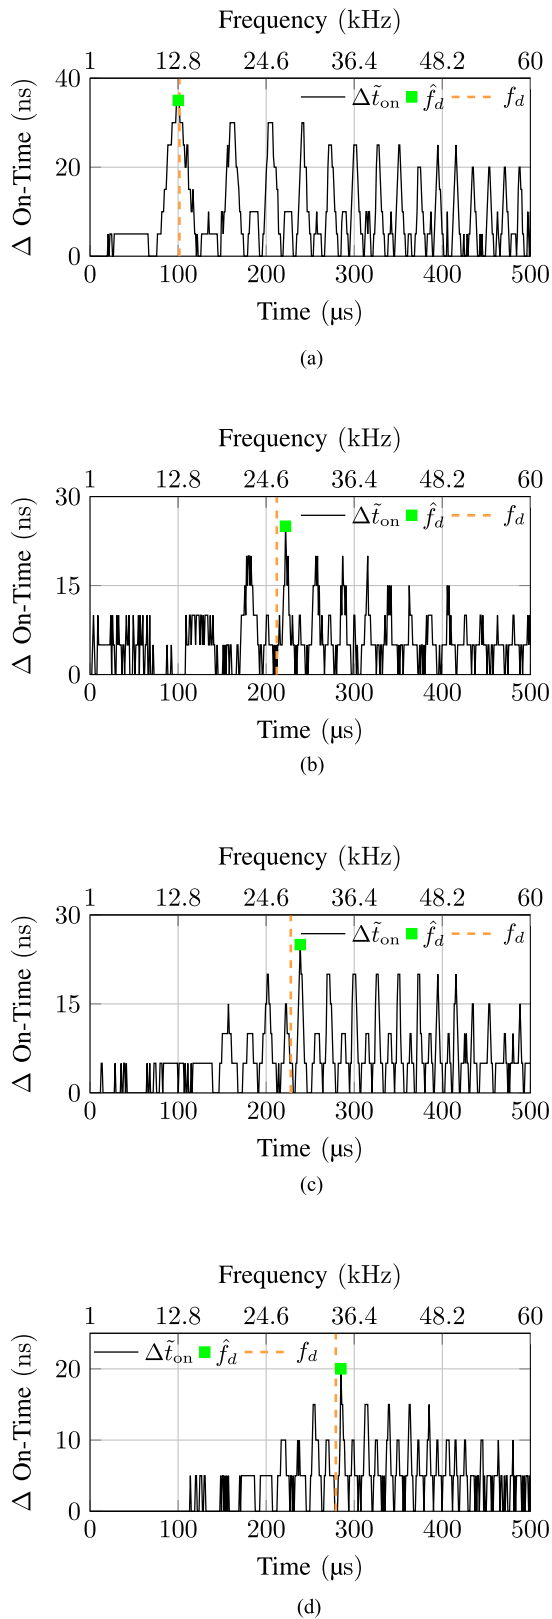 Frequency (kHz)
1 12.8 24.6 36.4 48.2 60
40
Δt̃on f̂d fd
20
Δ On-Time (ns)
0
0 100 200 300 400 500
Time (µs)
(a)
Frequency (kHz)
1 12.8 24.6 36.4 48.2 60
30
Δt̃on f̂d fd
15
Δ On-Time (ns)
0
0 100 200 300 400 500
Time (µs)
(b)
Frequency (kHz)
1 12.8 24.6 36.4 48.2 60
30
Δt̃on f̂d fd
15
Δ On-Time (ns)
0
0 100 200 300 400 500
Time (µs)
(c)
Frequency (kHz)
1 12.8 24.6 36.4 48.2 60
Δt̃on f̂d fd
20
10
Δ On-Time (ns)
0
0 100 200 300 400 500
Time (µs)
(d)